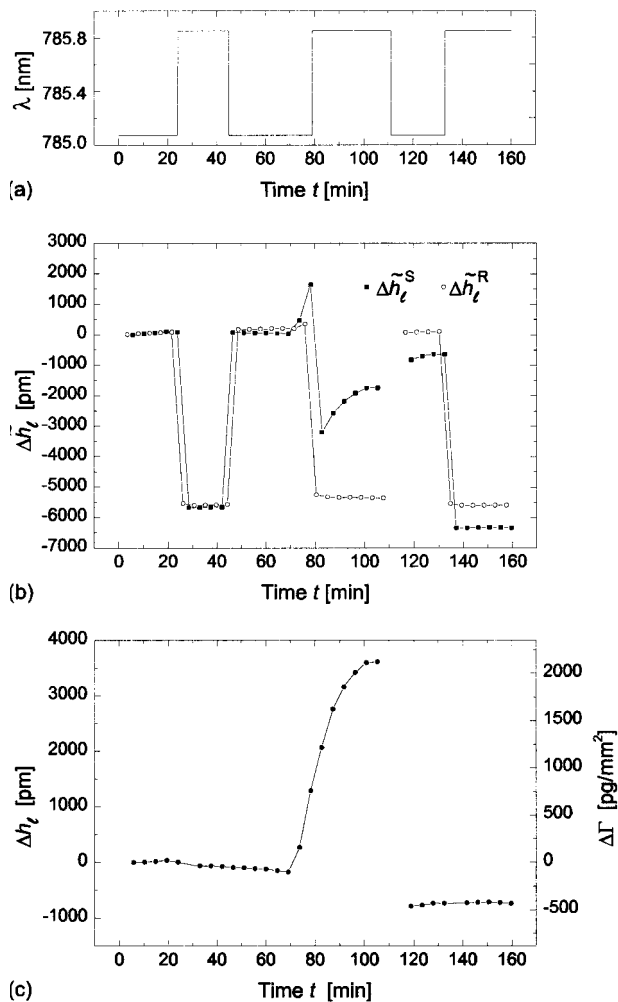 785.8
785.4
785.0
λ [nm]
0 20 40 60 80 100 120 140 160
Time t [min]
(a)
3000
2000
1000
0
-1000
-2000
-3000
-4000
-5000
-6000
-7000
Δh̃ℓ [pm]
Δh̃ℓS Δh̃ℓR
0 20 40 60 80 100 120 140 160
Time t [min]
(b)
4000
3000
2000
1000
0
-1000
Δhℓ [pm]
2000
1500
1000
500
0
-500
ΔΓ [pg/mm²]
0 20 40 60 80 100 120 140 160
Time t [min]
(c)